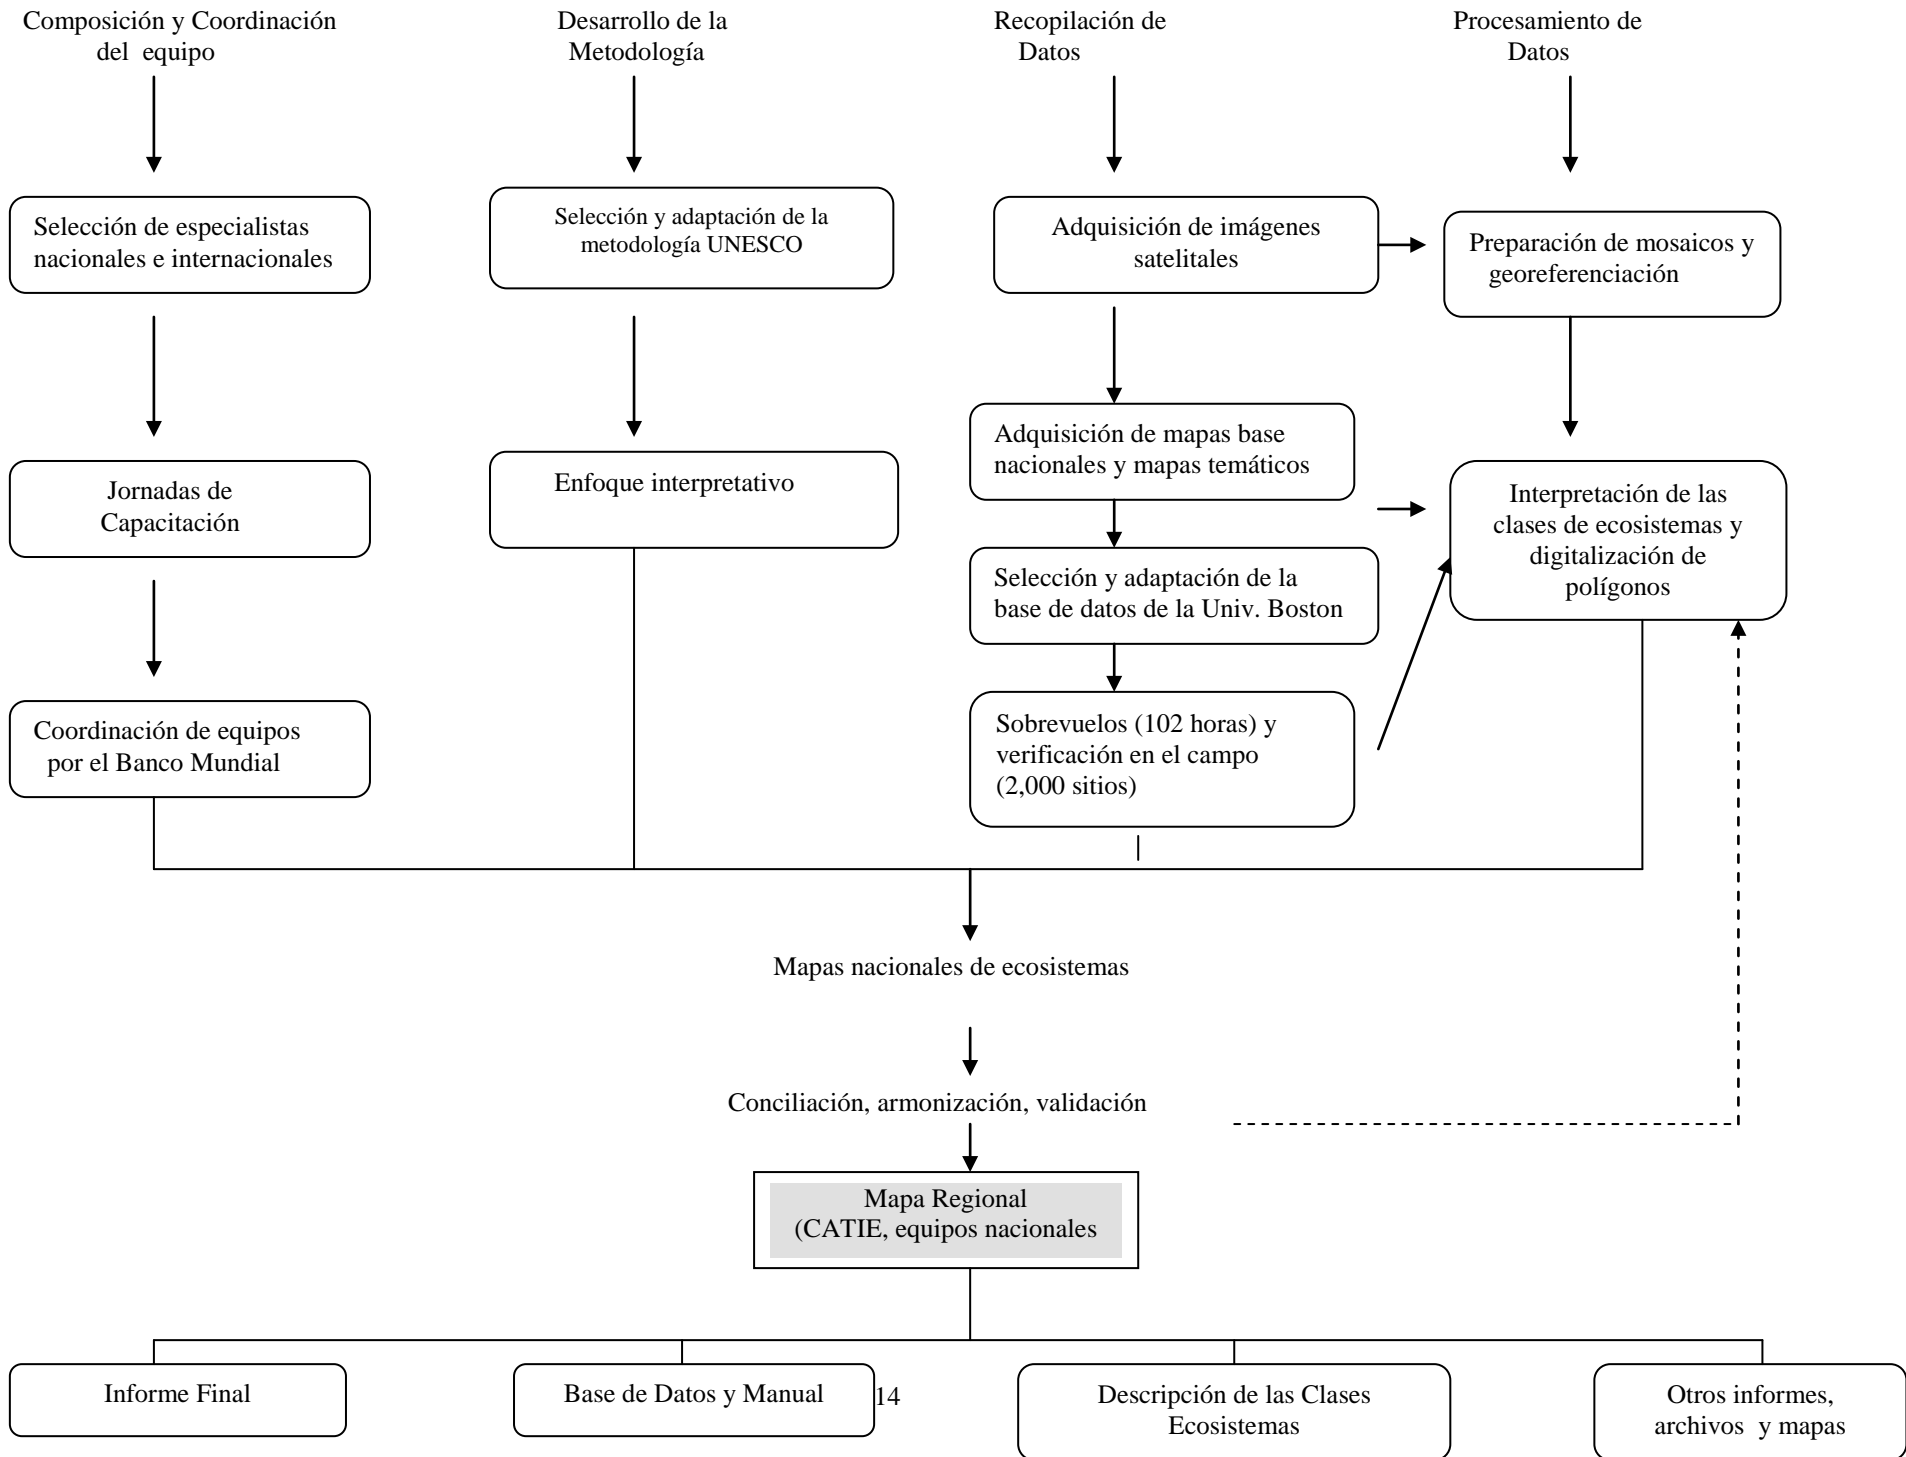 Composición y Coordinación
del equipo
Desarrollo de la
Metodología
Recopilación de
Datos
Procesamiento de
Datos
Selección de especialistas
nacionales e internacionales
Selección y adaptación de la
metodología UNESCO
Adquisición de imágenes
satelitales
Preparación de mosaicos y
georeferenciación
Jornadas de
Capacitación
Enfoque interpretativo
Adquisición de mapas base
nacionales y mapas temáticos
Interpretación de las
clases de ecosistemas y
digitalización de
polígonos
Selección y adaptación de la
base de datos de la Univ. Boston
Coordinación de equipos
por el Banco Mundial
Sobrevuelos (102 horas) y
verificación en el campo
(2,000 sitios)
Mapas nacionales de ecosistemas
Conciliación, armonización, validación
Mapa Regional
(CATIE, equipos nacionales
Informe Final
Base de Datos y Manual
14
Descripción de las Clases
Ecosistemas
Otros informes,
archivos y mapas